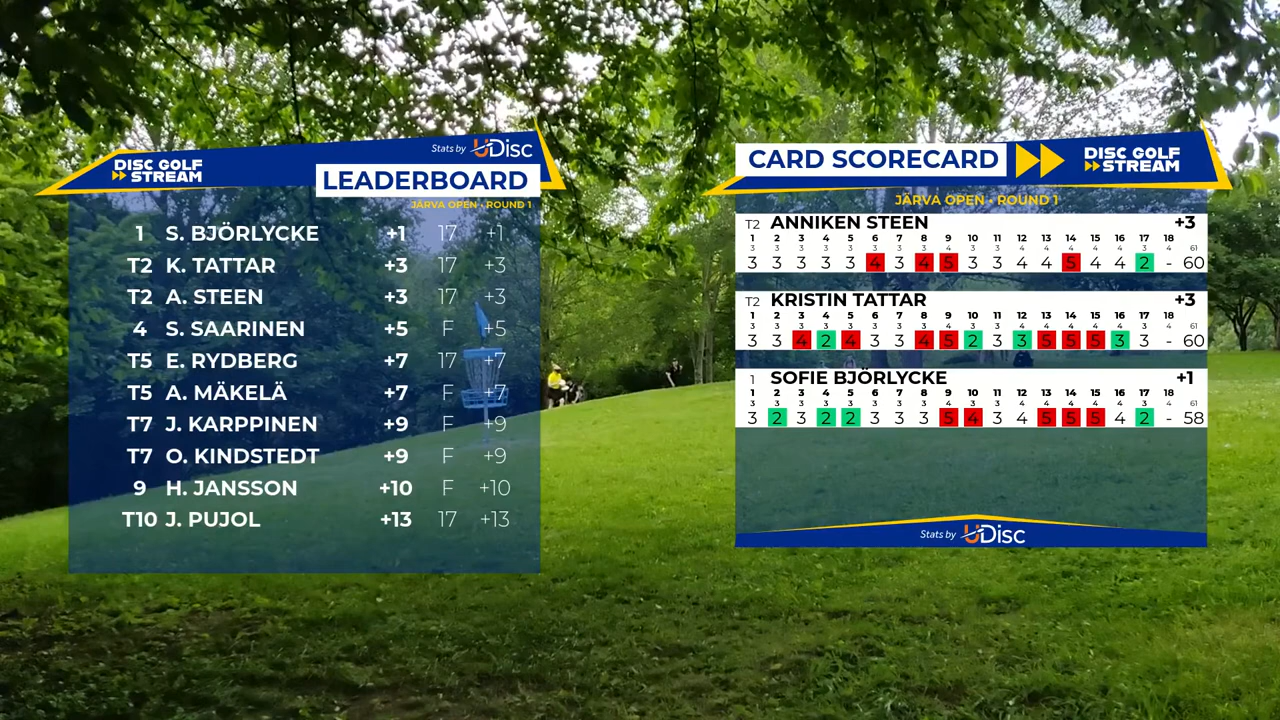 DISC GOLF
STREAM
Stats by UDisc
LEADERBOARD
JÄRVA OPEN • ROUND 1
1 S. BJÖRLYCKE +1 17 +1
T2 K. TATTAR +3 17 +3
T2 A. STEEN +3 17 +3
4 S. SAARINEN +5 F +5
T5 E. RYDBERG +7 17 +7
T5 A. MÄKELÄ +7 F +7
T7 J. KARPPINEN +9 F +9
T7 O. KINDSTEDT +9 F +9
9 H. JANSSON +10 F +10
T10 J. PUJOL +13 17 +13
CARD SCORECARD
DISC GOLF
STREAM
JÄRVA OPEN • ROUND 1
T2 ANNIKEN STEEN +3
1 2 3 4 5 6 7 8 9 10 11 12 13 14 15 16 17 18
3 3 3 3 3 3 3 3 4 3 3 4 4 4 4 4 3 4 61
3 3 3 3 3 4 3 4 5 3 3 4 4 5 4 4 2 - 60
T2 KRISTIN TATTAR +3
1 2 3 4 5 6 7 8 9 10 11 12 13 14 15 16 17 18
3 3 3 3 3 3 3 3 4 3 3 4 4 4 4 4 3 4 61
3 3 4 2 4 3 3 4 5 2 3 3 5 5 5 3 3 - 60
1 SOFIE BJÖRLYCKE +1
1 2 3 4 5 6 7 8 9 10 11 12 13 14 15 16 17 18
3 3 3 3 3 3 3 3 4 3 3 4 4 4 4 4 3 4 61
3 2 3 2 2 3 3 3 5 4 3 4 5 5 5 4 2 - 58
Stats by UDisc